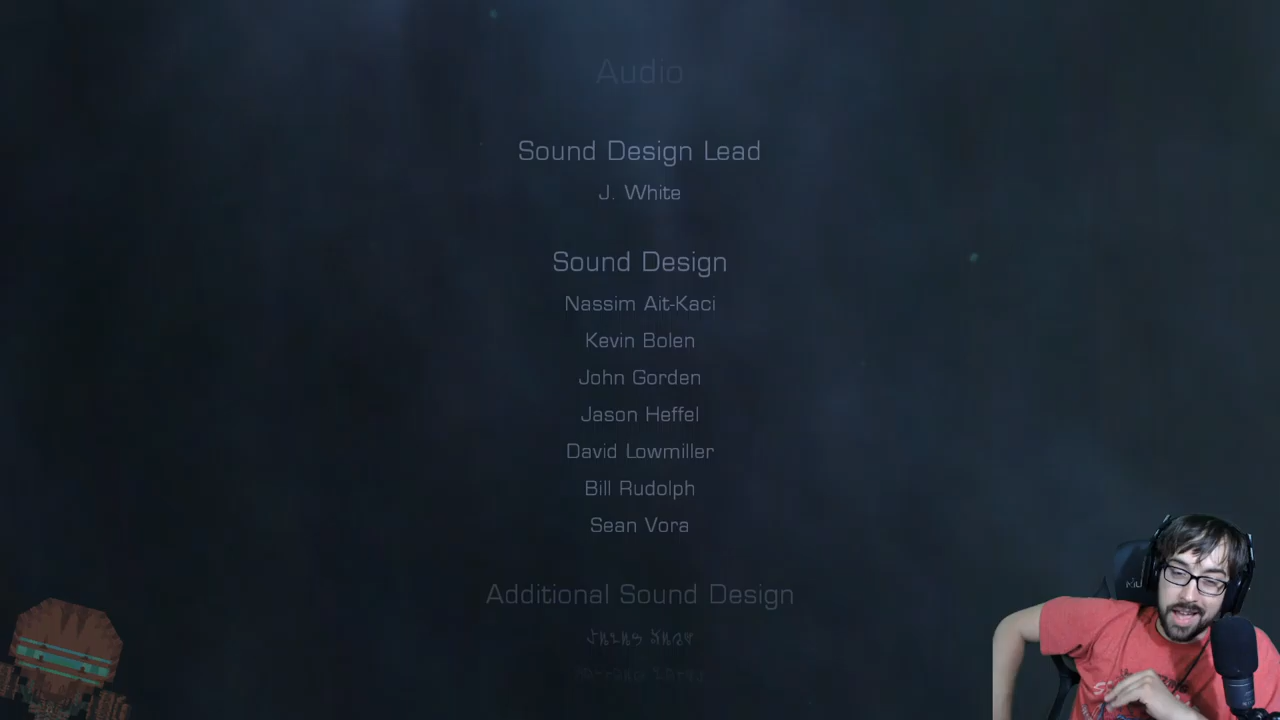 Audio
Sound Design Lead
J. White
Sound Design
Nassim Ait-Kaci
Kevin Bolen
John Gorden
Jason Heffel
David Lowmiller
Bill Rudolph
Sean Vora
Additional Sound Design